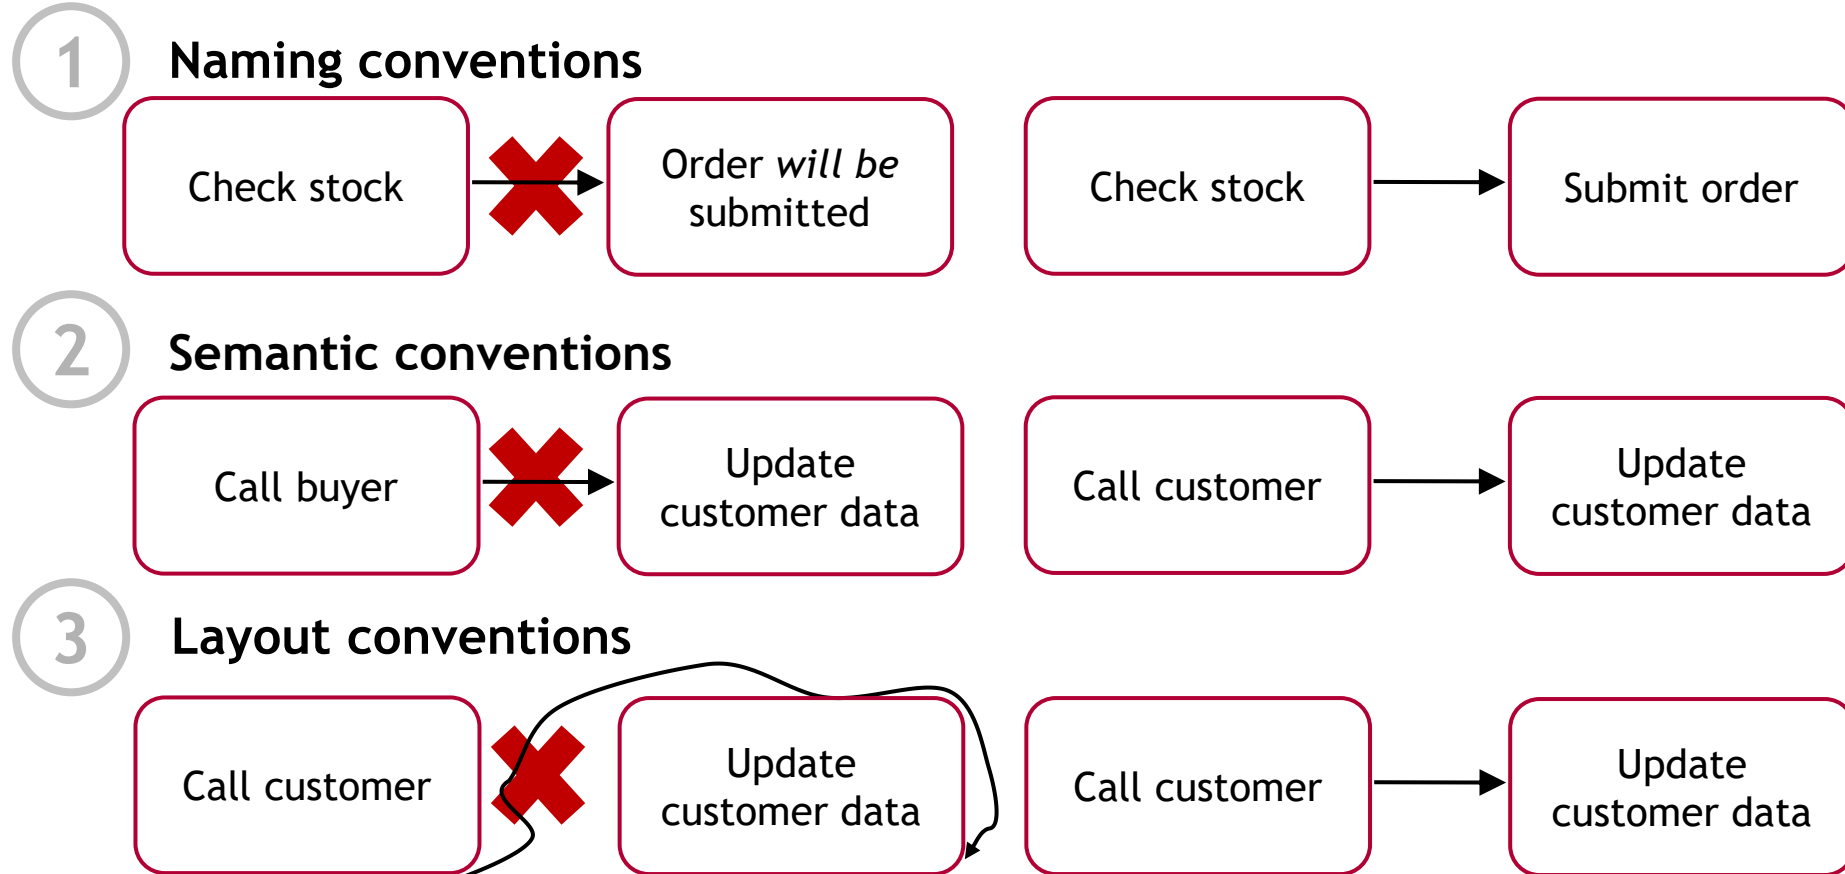 1
Naming conventions
Check stock
Order will be
submitted
Check stock
Submit order
2
Semantic conventions
Call buyer
Update
customer data
Call customer
Update
customer data
3
Layout conventions
Call customer
Update
customer data
Call customer
Update
customer data